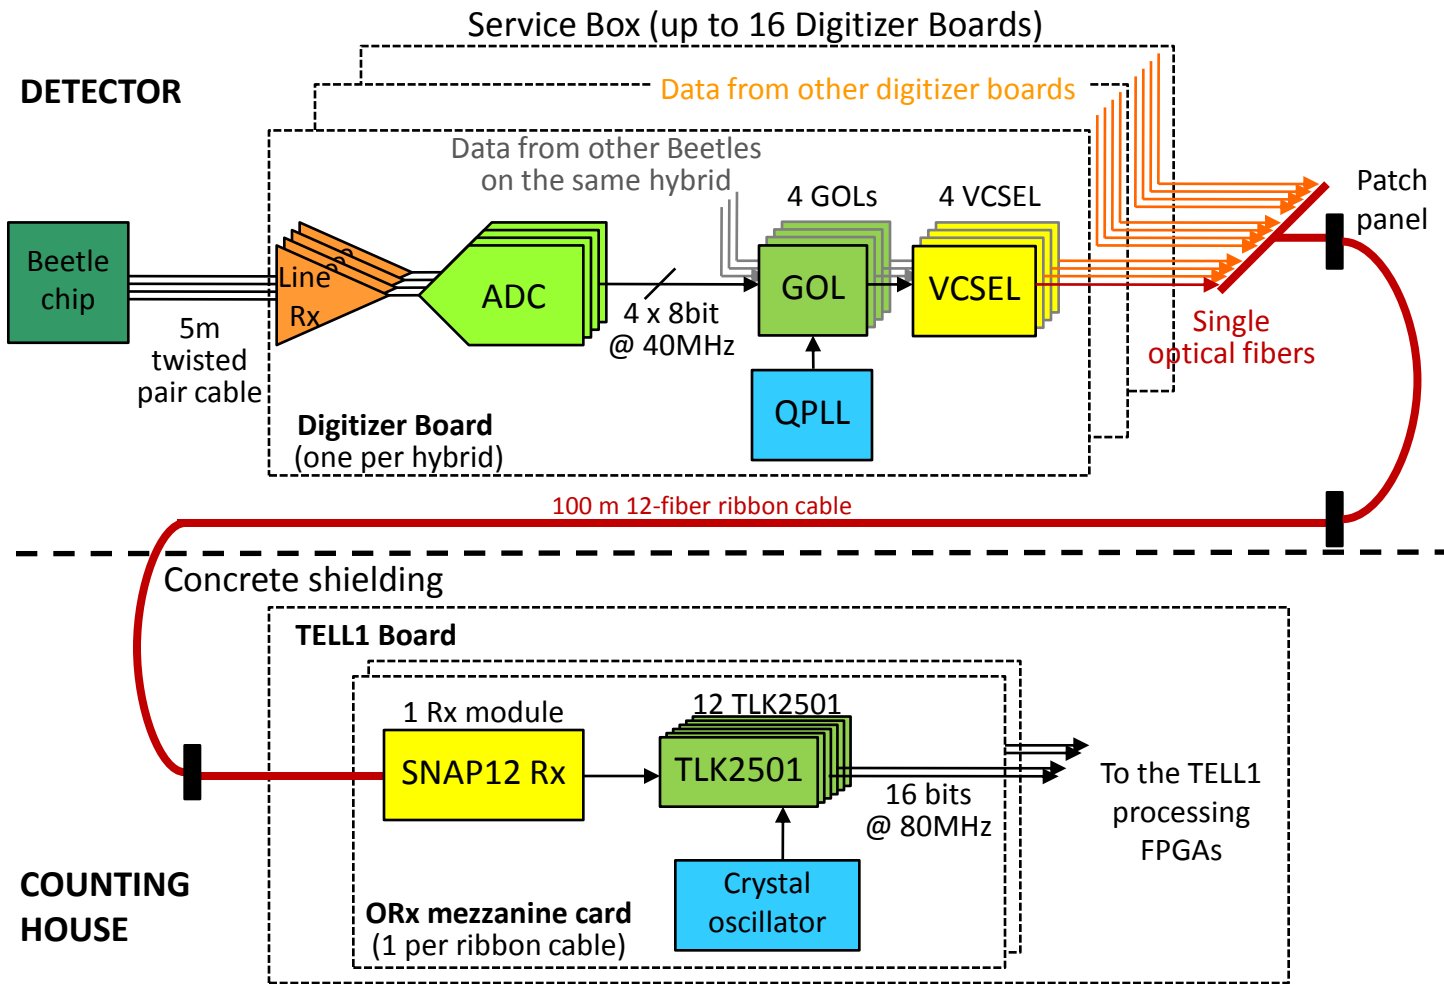 Service Box (up to 16 Digitizer Boards)
DETECTOR
Data from other digitizer boards
Data from other Beetles
on the same hybrid
4 GOLs
4 VCSEL
Patch
panel
Beetle
chip
Line
Rx
ADC
GOL
VCSEL
4 x 8bit
@ 40MHz
5m
twisted
pair cable
Single
optical fibers
QPLL
Digitizer Board
(one per hybrid)
100 m 12-fiber ribbon cable
Concrete shielding
TELL1 Board
1 Rx module
12 TLK2501
SNAP12 Rx
TLK2501
16 bits
@ 80MHz
To the TELL1
processing
FPGAs
Crystal
oscillator
COUNTING
HOUSE
ORx mezzanine card
(1 per ribbon cable)